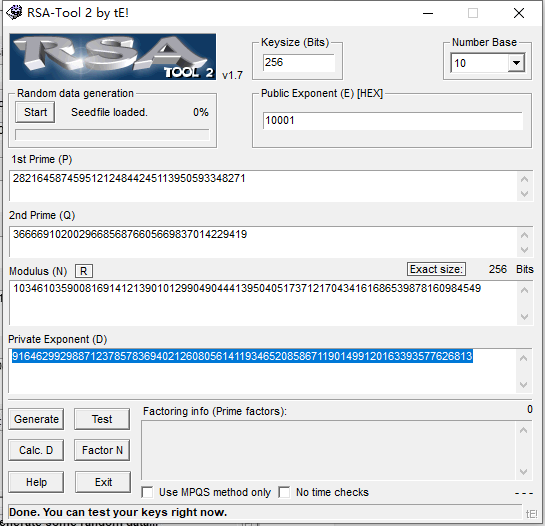 RSA-Tool 2 by tE!
RSA
TOOL 2
v1.7
Keysize (Bits)
256
Number Base
10
Random data generation
Start
Seedfile loaded.
0%
Public Exponent (E) [HEX]
10001
1st Prime (P)
282164587459512124844245113950593348271
2nd Prime (Q)
366669102002966856876605669837014229419
Modulus (N)
R
Exact size:
256
Bits
103461035900816914121390101299049044413950405173712170434161686539878160984549
Private Exponent (D)
91646299298871237857836940212608056141193465208586711901499120163393577626813
Generate
Test
Factoring info (Prime factors):
0
Calc. D
Factor N
Help
Exit
Use MPQS method only
No time checks
---
Done. You can test your keys right now.
tE!